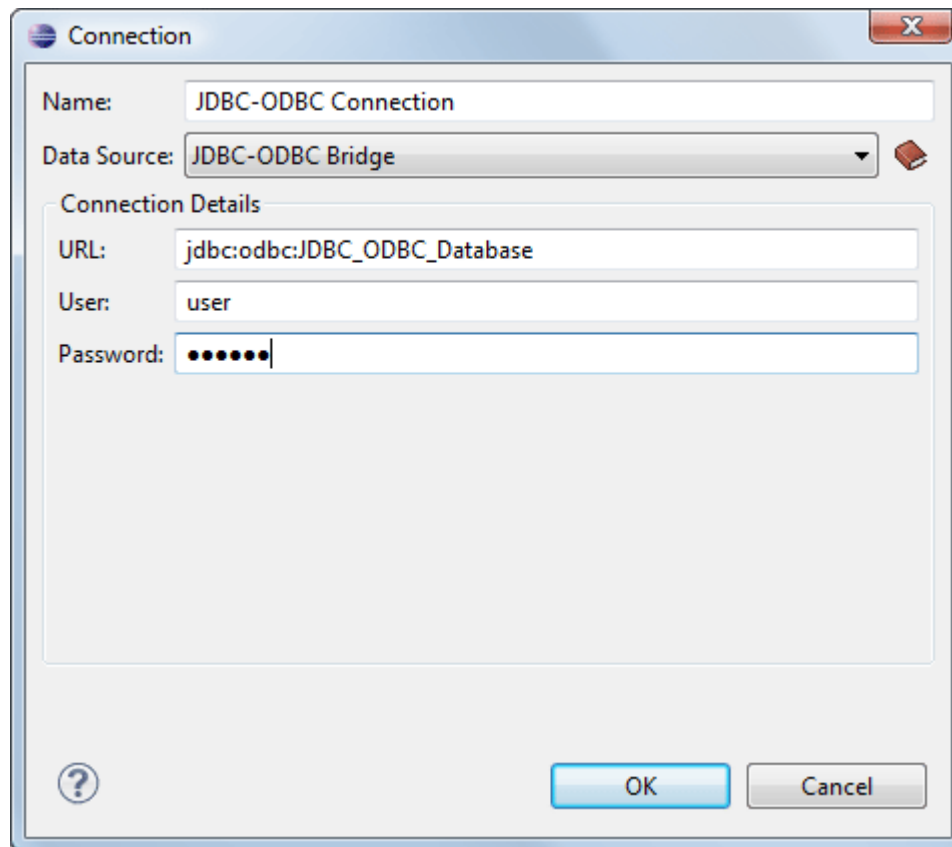 Connection
Name: JDBC-ODBC Connection
Data Source: JDBC-ODBC Bridge
Connection Details
URL: jdbc:odbc:JDBC_ODBC_Database
User: user
Password: ●●●●●●
?
OK Cancel